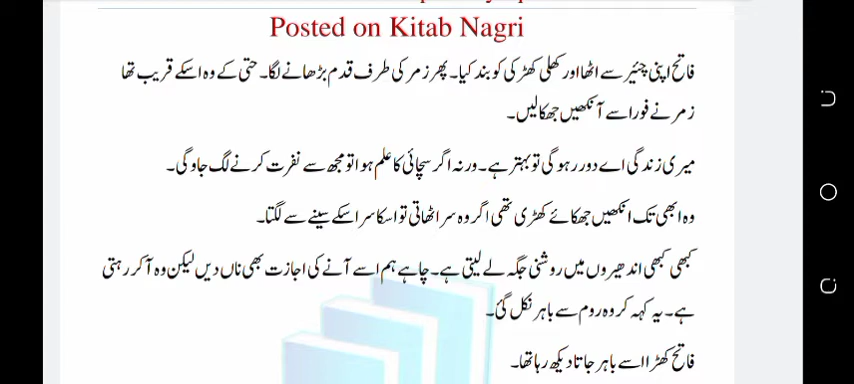 Posted on Kitab Nagri
فاتح اپنی چئیر سے اٹھا اور کھلی کھڑکی کو بند کیا۔ پھر زمر کی طرف قدم بڑھانے لگا۔ حتی کے وہ اسکے قریب تھا
زمر نے فورا سے آنکھیں جھکالیں۔
میری زندگی اے دور رہو گی تو بہتر ہے۔ ورنہ اگر سچائی کا علم ہوا تو مجھ سے نفرت کرنے لگ جاو گی۔
وہ ابھی تک انکھیں جھکائے کھڑی تھی اگر وہ سر اٹھاتی تو اسکا سر اسکے سینے سے لگتا۔
کبھی کبھی اندھیروں میں روشنی جگہ لے لیتی ہے۔ چاہے ہم اسے آنے کی اجازت بھی ناں دیں لیکن وہ آکر رہتی
ہے۔ یہ کہہ کر وہ روم سے باہر نکل گئ۔
فاتح کھڑا اسے باہر جاتا دیکھ رہا تھا۔